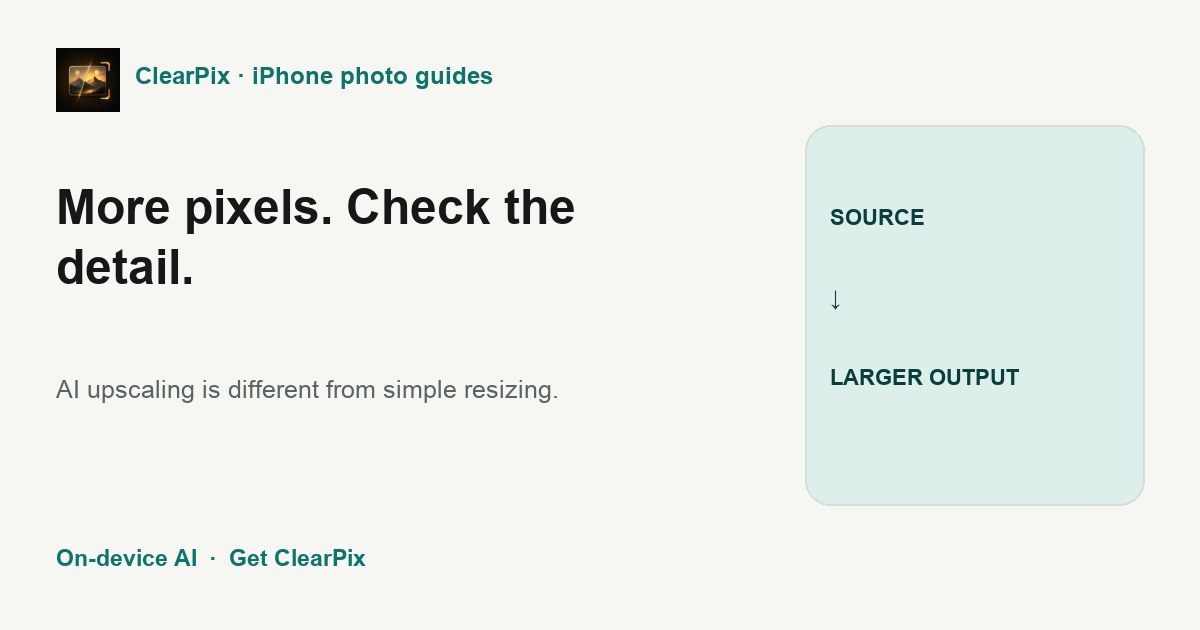 ClearPix · iPhone photo guides
More pixels. Check the
detail.
AI upscaling is different from simple resizing.
On-device AI · Get ClearPix
SOURCE
↓
LARGER OUTPUT